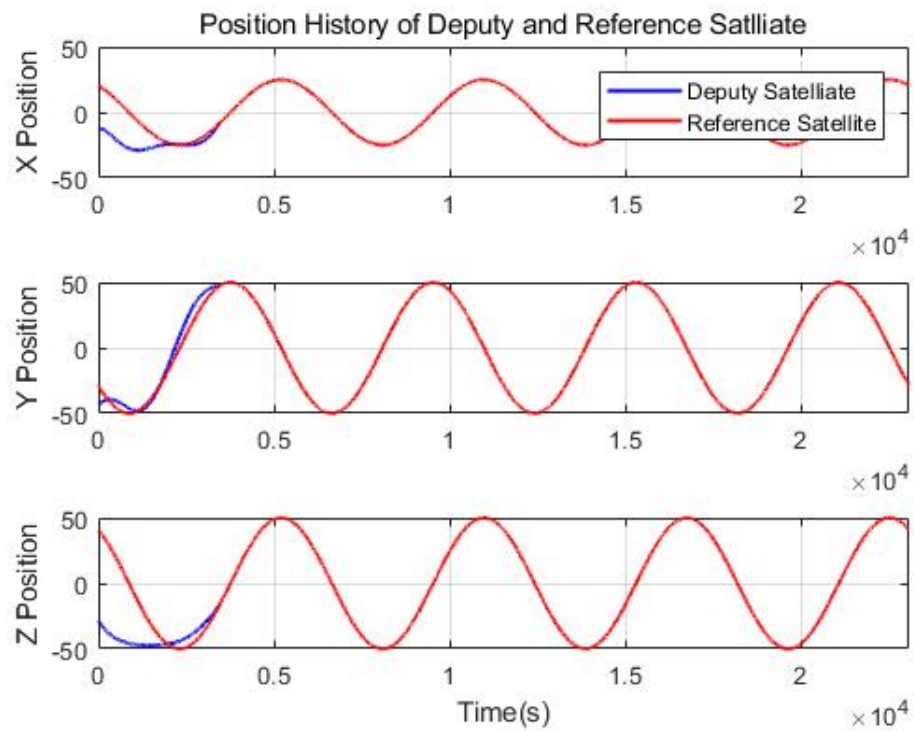 Position History of Deputy and Reference Satlliate
50
0
-50
X Position
Deputy Satelliate
Reference Satellite
0 0.5 1 1.5 2
×10^4
50
0
-50
Y Position
0 0.5 1 1.5 2
×10^4
50
0
-50
Z Position
0 0.5 1 1.5 2
Time(s)
×10^4